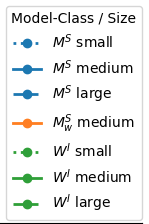 Model-Class / Size
M^S small
M^S medium
M^S large
M_w^S medium
W^I small
W^I medium
W^I large